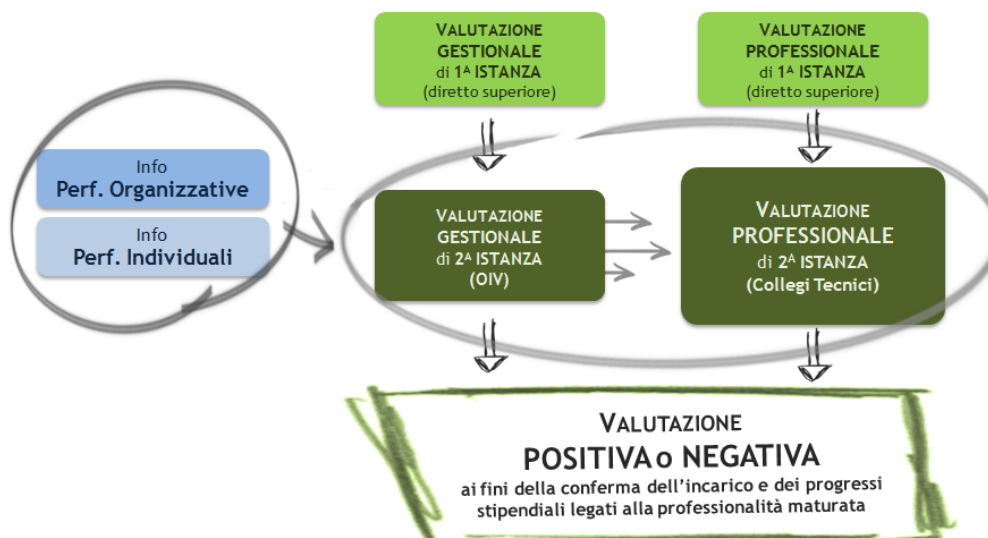 VALUTAZIONE
GESTIONALE
di 1ᴬ ISTANZA
(diretto superiore)
VALUTAZIONE
PROFESSIONALE
di 1ᴬ ISTANZA
(diretto superiore)
Info
Perf. Organizzative
Info
Perf. Individuali
VALUTAZIONE
GESTIONALE
di 2ᴬ ISTANZA
(OIV)
VALUTAZIONE
PROFESSIONALE
di 2ᴬ ISTANZA
(Collegi Tecnici)
VALUTAZIONE
POSITIVA o NEGATIVA
ai fini della conferma dell'incarico e dei progressi
stipendiali legati alla professionalità maturata